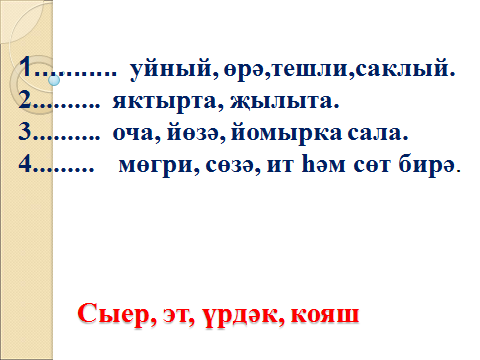 1........... уйный, өрә,тешли,саклый.
2.......... яктырта, җылыта.
3.......... оча, йөзә, йомырка сала.
4......... мөгри, сөзә, ит һәм сөт бирә.
Сыер, эт, үрдәк, кояш